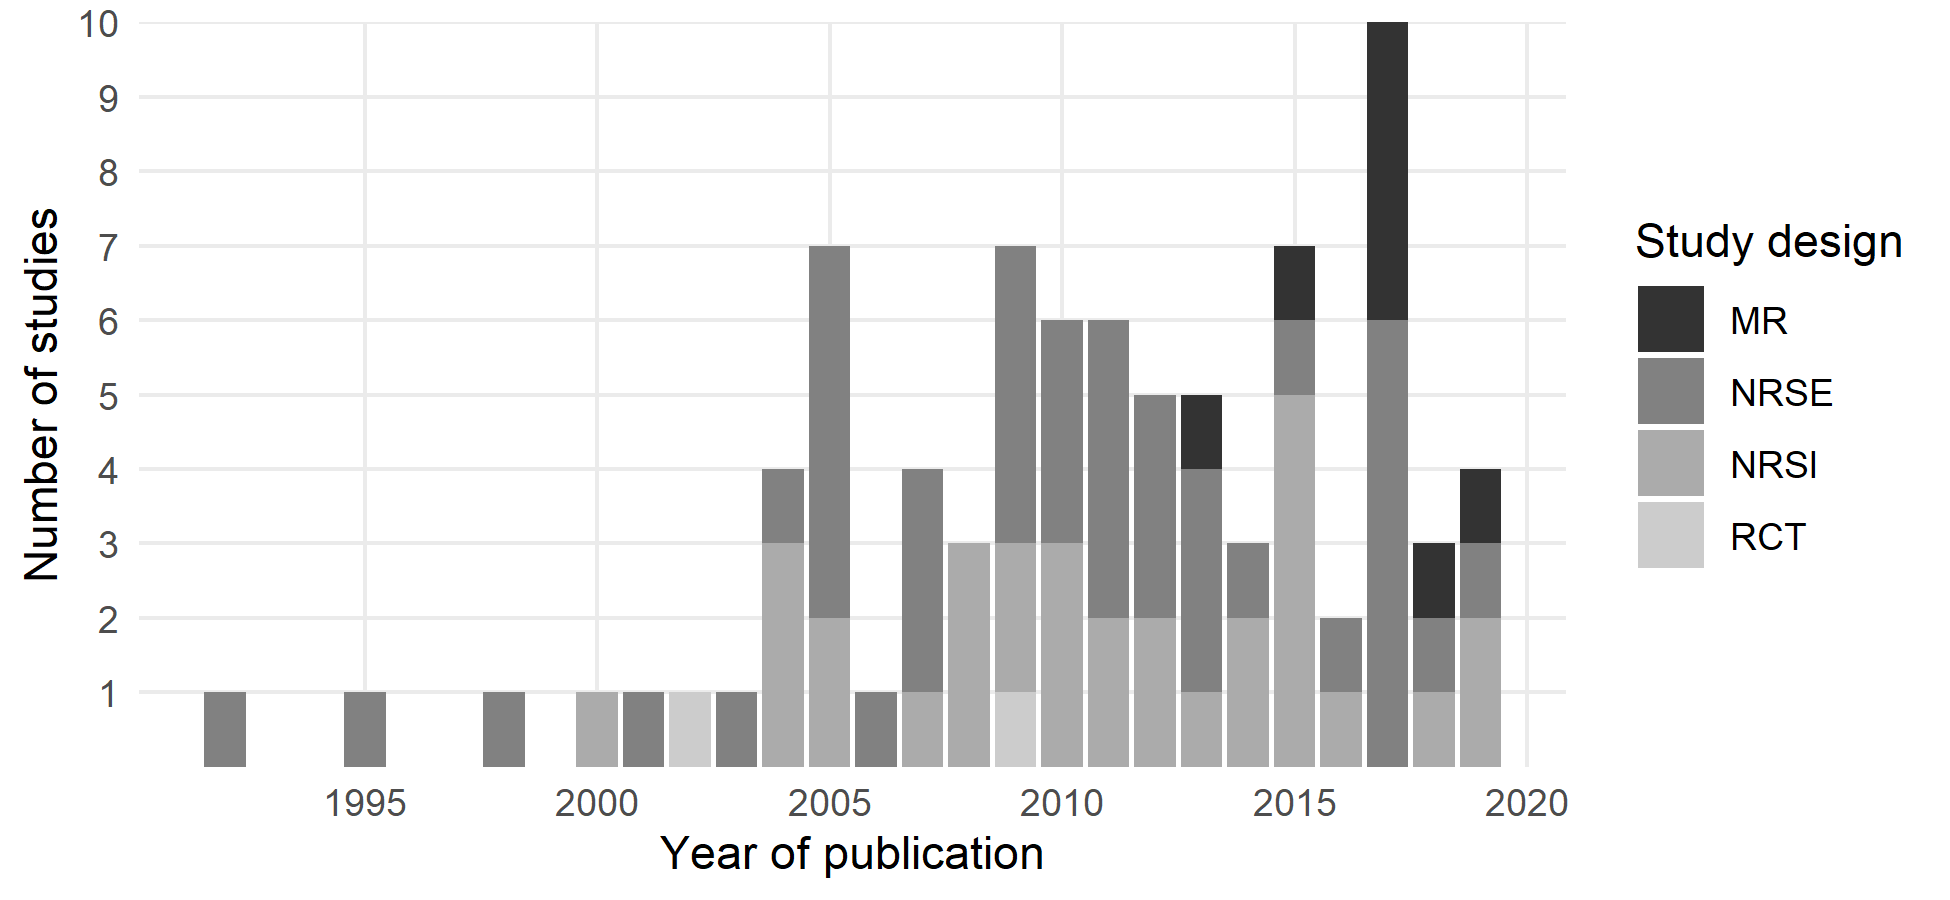 10
9
8
7
6
5
4
3
2
1
Number of studies
1995 2000 2005 2010 2015 2020
Year of publication
Study design
MR
NRSE
NRSI
RCT